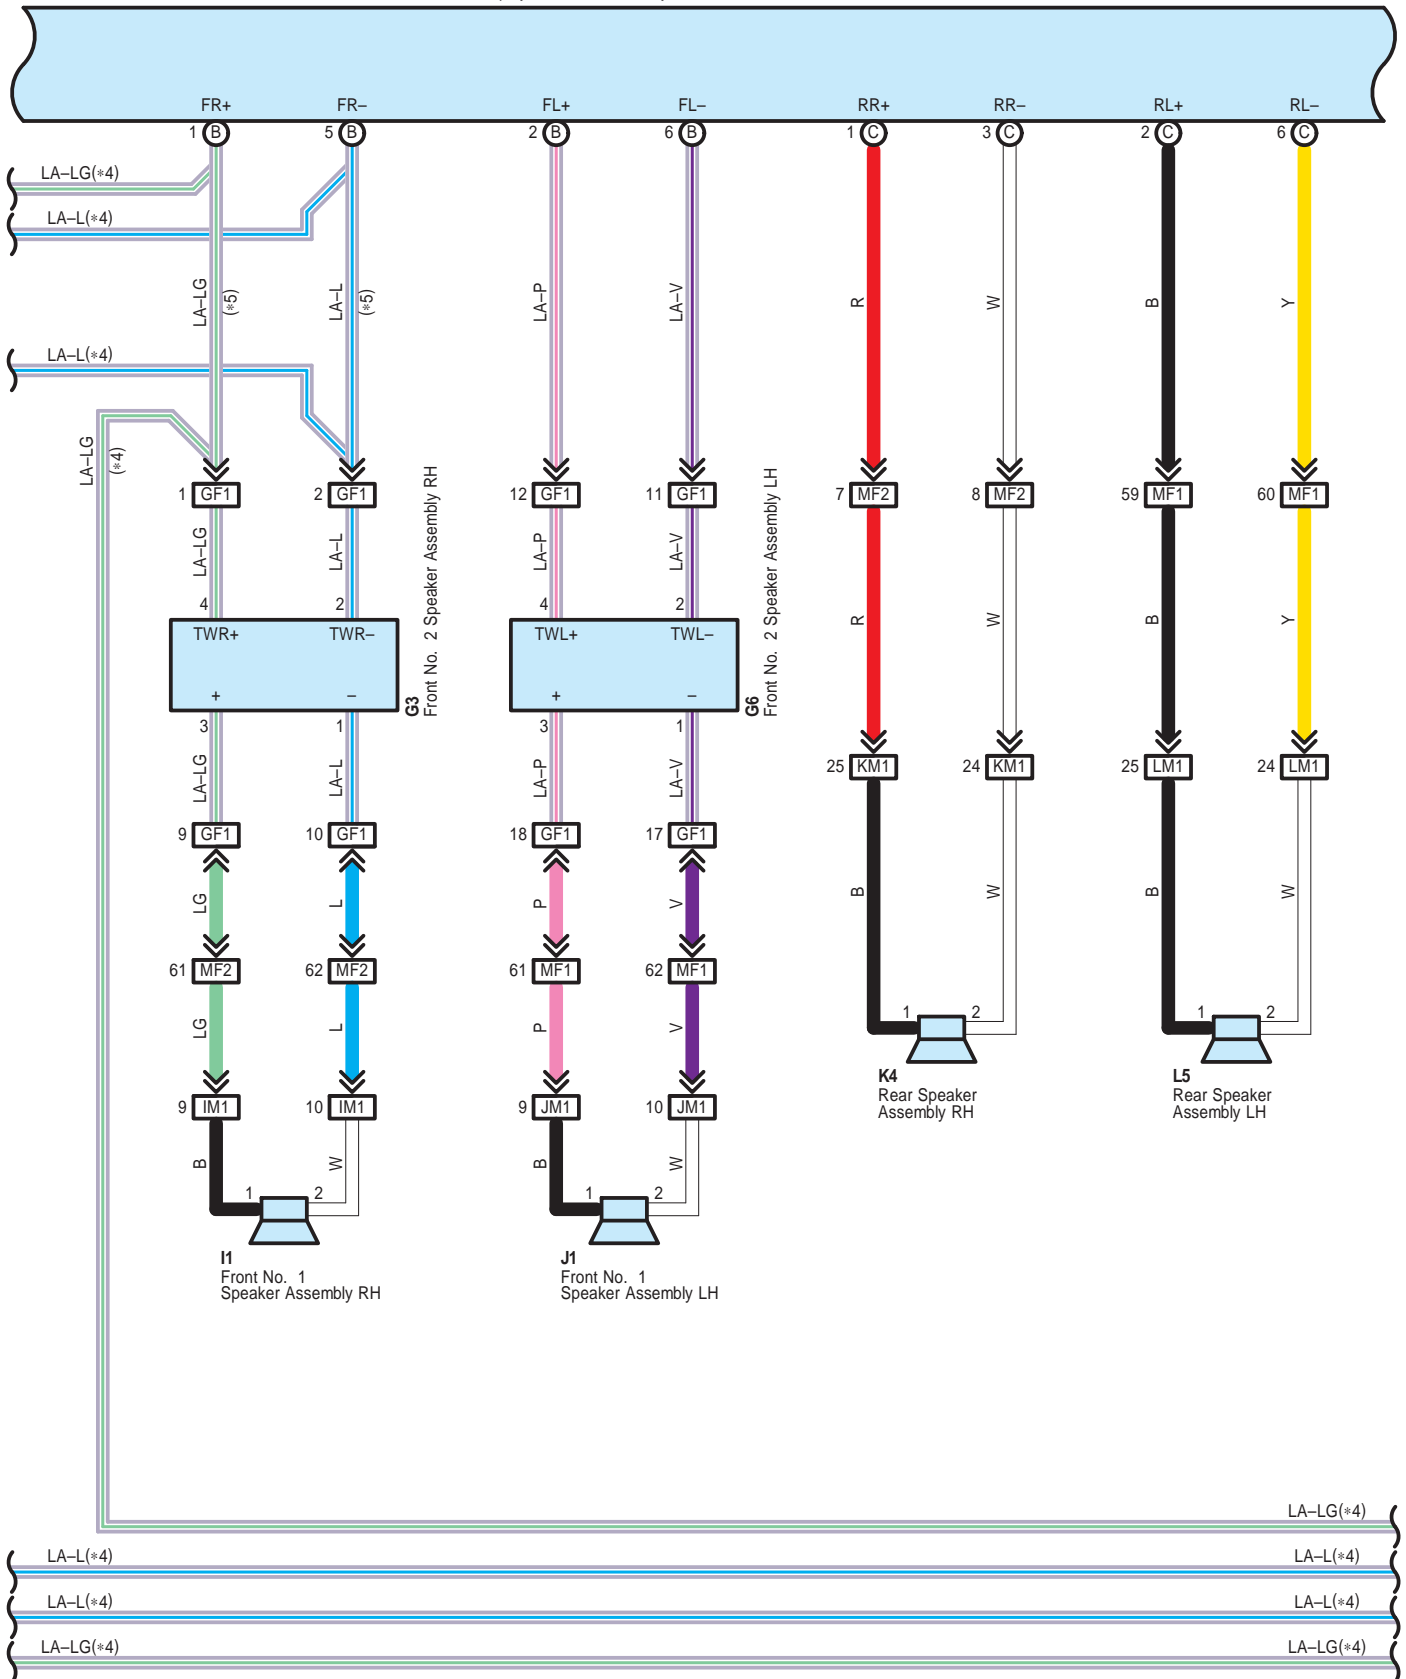 FR+ FR– FL+ FL– RR+ RR– RL+ RL–
1 B 5 B 2 B 6 B 1 C 3 C 2 C 6 C
LA–LG(*4)
LA–L(*4)
LA–LG (*5) LA–L (*5) LA–P LA–V R W B Y
LA–L(*4)
LA–LG (*4)
1 GF1 2 GF1 12 GF1 11 GF1 7 MF2 8 MF2 59 MF1 60 MF1
LA–LG LA–L LA–P LA–V R W B Y
4 2 4 2
TWR+ TWR– TWL+ TWL–
+ – + –
G3
Front No. 2 Speaker Assembly RH
G6
Front No. 2 Speaker Assembly LH
3 1 3 1
LA–LG LA–L LA–P LA–V
25 KM1 24 KM1 25 LM1 24 LM1
9 GF1 10 GF1 18 GF1 17 GF1
LG L P V B W B W
61 MF2 62 MF2 61 MF1 62 MF1
LG L P V
1 2 1 2
K4
Rear Speaker
Assembly RH
L5
Rear Speaker
Assembly LH
9 IM1 10 IM1 9 JM1 10 JM1
B W B W
1 2 1 2
I1
Front No. 1
Speaker Assembly RH
J1
Front No. 1
Speaker Assembly LH
LA–LG(*4)
LA–L(*4) LA–L(*4)
LA–L(*4) LA–L(*4)
LA–LG(*4) LA–LG(*4)